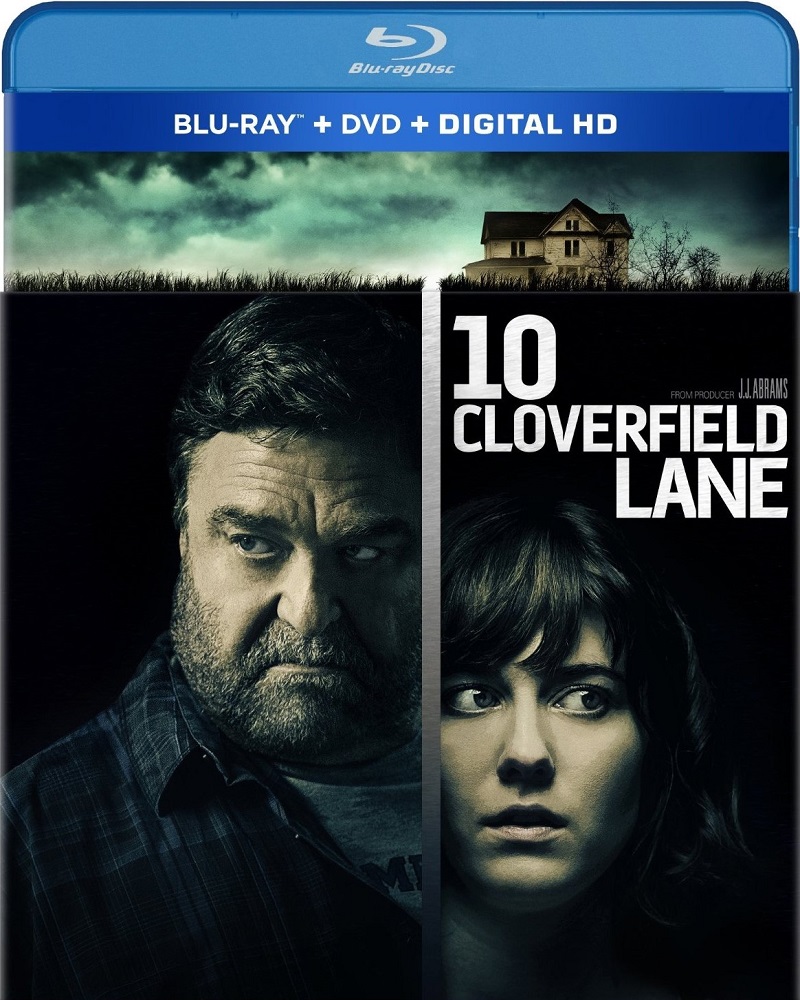 Blu-ray Disc
BLU-RAY™ + DVD + DIGITAL HD
10
FROM PRODUCER J.J. ABRAMS
CLOVERFIELD
LANE